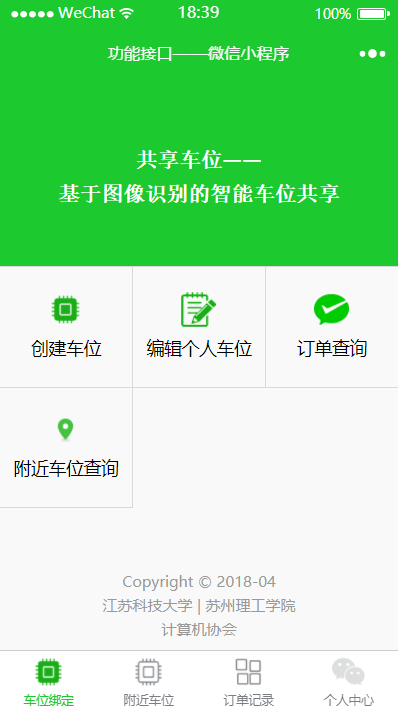 WeChat 18:39 100%
功能接口——微信小程序
共享车位——
基于图像识别的智能车位共享
创建车位 编辑个人车位 订单查询
附近车位查询
Copyright © 2018-04
江苏科技大学 | 苏州理工学院
计算机协会
车位绑定 附近车位 订单记录 个人中心